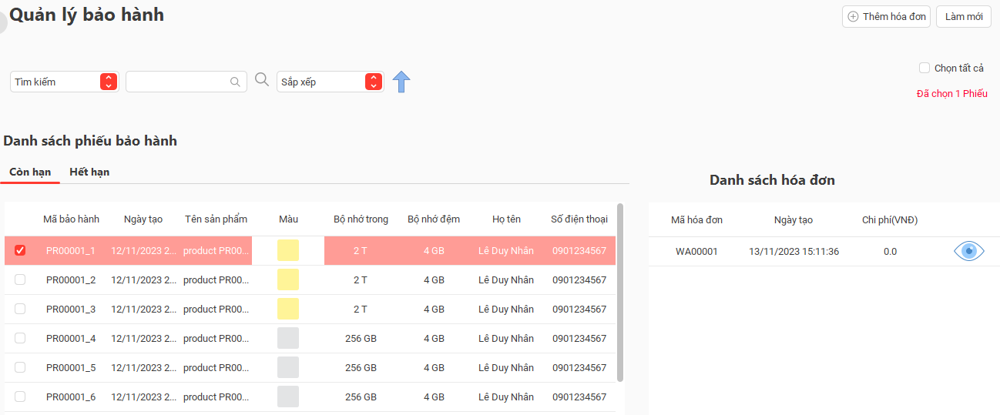 Quản lý bảo hành
Thêm hóa đơn
Làm mới
Tìm kiếm
Sắp xếp
Chọn tất cả
Đã chọn 1 Phiếu
Danh sách phiếu bảo hành
Còn hạn Hết hạn
Mã bảo hành Ngày tạo Tên sản phẩm Màu Bộ nhớ trong Bộ nhớ đệm Họ tên Số điện thoại
PR00001_1 12/11/2023 2... product PR00... 2 T 4 GB Lê Duy Nhân 0901234567
PR00001_2 12/11/2023 2... product PR00... 2 T 4 GB Lê Duy Nhân 0901234567
PR00001_3 12/11/2023 2... product PR00... 2 T 4 GB Lê Duy Nhân 0901234567
PR00001_4 12/11/2023 2... product PR00... 256 GB 4 GB Lê Duy Nhân 0901234567
PR00001_5 12/11/2023 2... product PR00... 256 GB 4 GB Lê Duy Nhân 0901234567
PR00001_6 12/11/2023 2... product PR00... 256 GB 4 GB Lê Duy Nhân 0901234567
Danh sách hóa đơn
Mã hóa đơn Ngày tạo Chi phí(VNĐ)
WA00001 13/11/2023 15:11:36 0.0